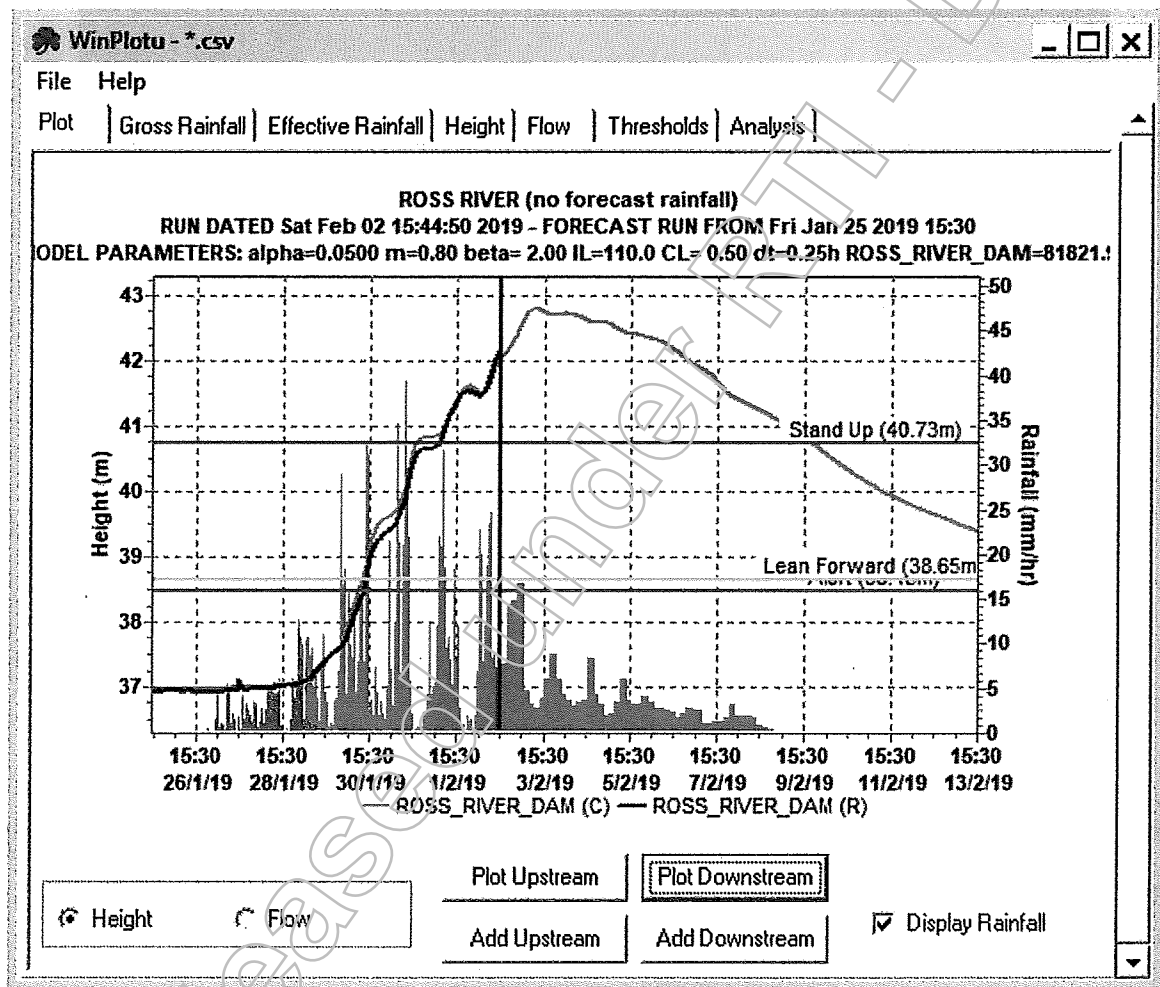 WinPlotu - *.csv
File Help
Plot Gross Rainfall Effective Rainfall Height Flow Thresholds Analysis
ROSS RIVER (no forecast rainfall)
RUN DATED Sat Feb 02 15:44:50 2019 - FORECAST RUN FROM Fri Jan 25 2019 15:30
ODEL PARAMETERS: alpha=0.0500 m=0.80 beta= 2.00 IL=110.0 CL= 0.50 dt=0.25h ROSS_RIVER_DAM=81821.
43
42
41
40
39
38
37
Height (m)
50
45
40
35
30
25
20
15
10
5
0
Rainfall (mm/hr)
Stand Up (40.73m)
Lean Forward (38.65m
15:30 15:30 15:30 15:30 15:30 15:30 15:30 15:30 15:30 15:30
26/1/19 28/1/19 30/1/19 1/2/19 3/2/19 5/2/19 7/2/19 9/2/19 11/2/19 13/2/19
ROSS_RIVER_DAM (C) ROSS_RIVER_DAM (R)
Plot Upstream Plot Downstream
Height Flow Display Rainfall
Add Upstream Add Downstream
eased under RTI - D